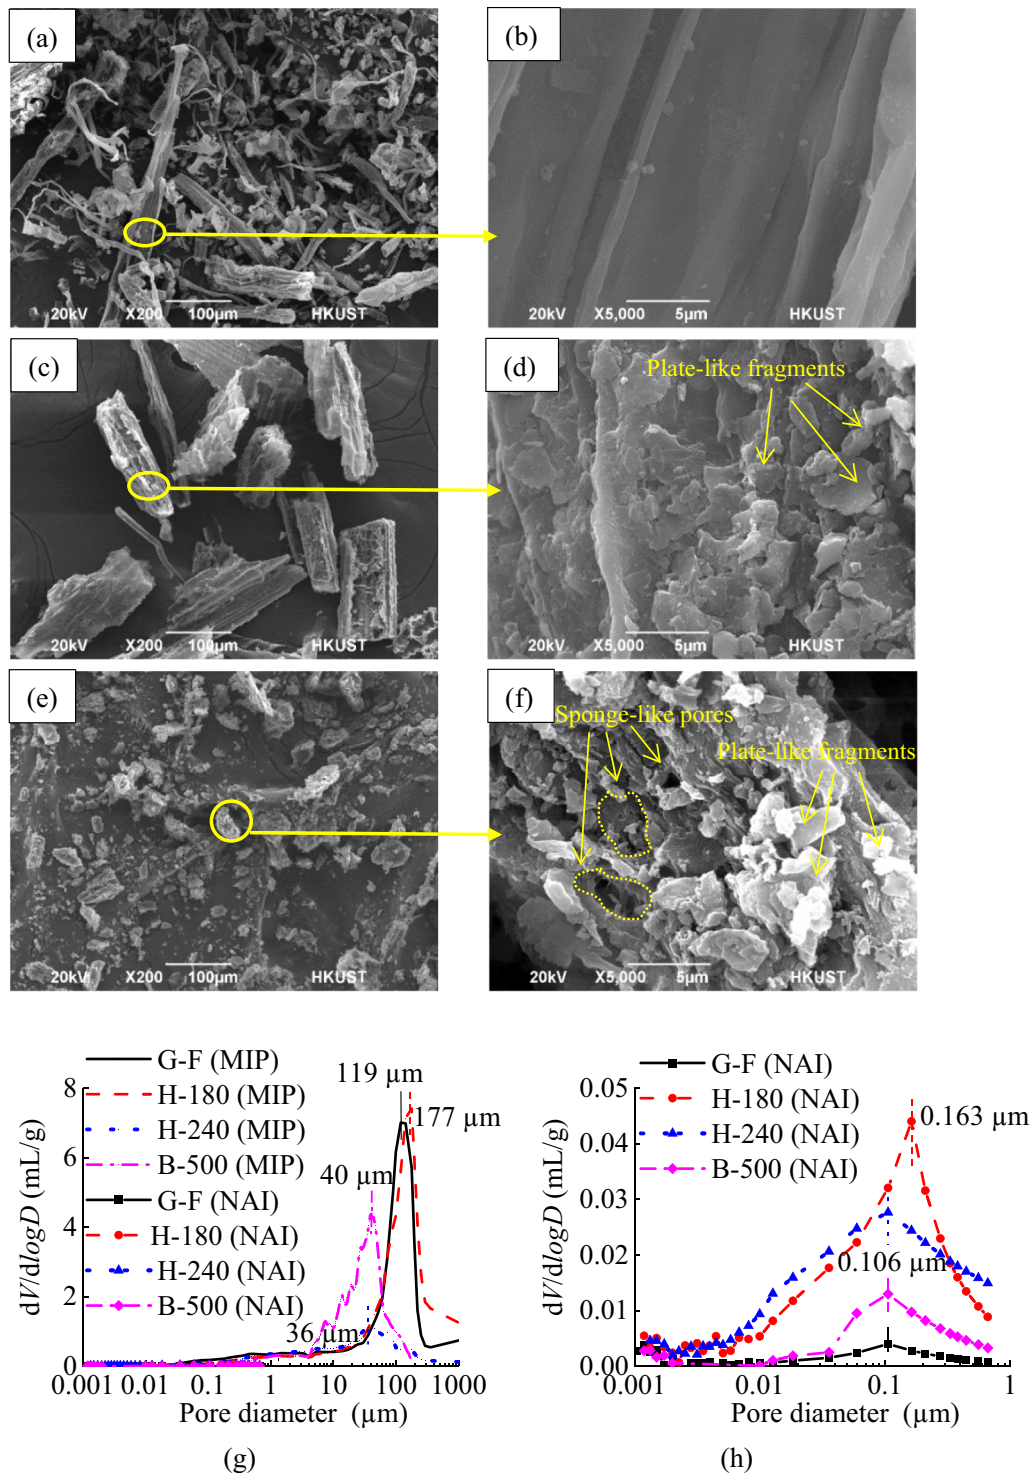 (a)
20kV X200 100µm HKUST
(b)
20kV X5,000 5µm HKUST
(c)
20kV X200 100µm HKUST
(d)
Plate-like fragments
20kV X5,000 5µm HKUST
(e)
20kV X200 100µm HKUST
(f)
Sponge-like pores
Plate-like fragments
20kV X5,000 5µm HKUST
G-F (MIP)
H-180 (MIP)
H-240 (MIP)
B-500 (MIP)
G-F (NAI)
H-180 (NAI)
H-240 (NAI)
B-500 (NAI)
119 µm
177 µm
40 µm
36 µm
8
6
4
2
0
dV/dlogD (mL/g)
0.001 0.1 1 10 100 1000
Pore diameter (µm)
(g)
G-F (NAI)
H-180 (NAI)
H-240 (NAI)
B-500 (NAI)
0.163 µm
0.106 µm
0.05
0.04
0.03
0.02
0.01
0.00
dV/dlogD (mL/g)
0.001 0.01 0.1 1
Pore diameter (µm)
(h)